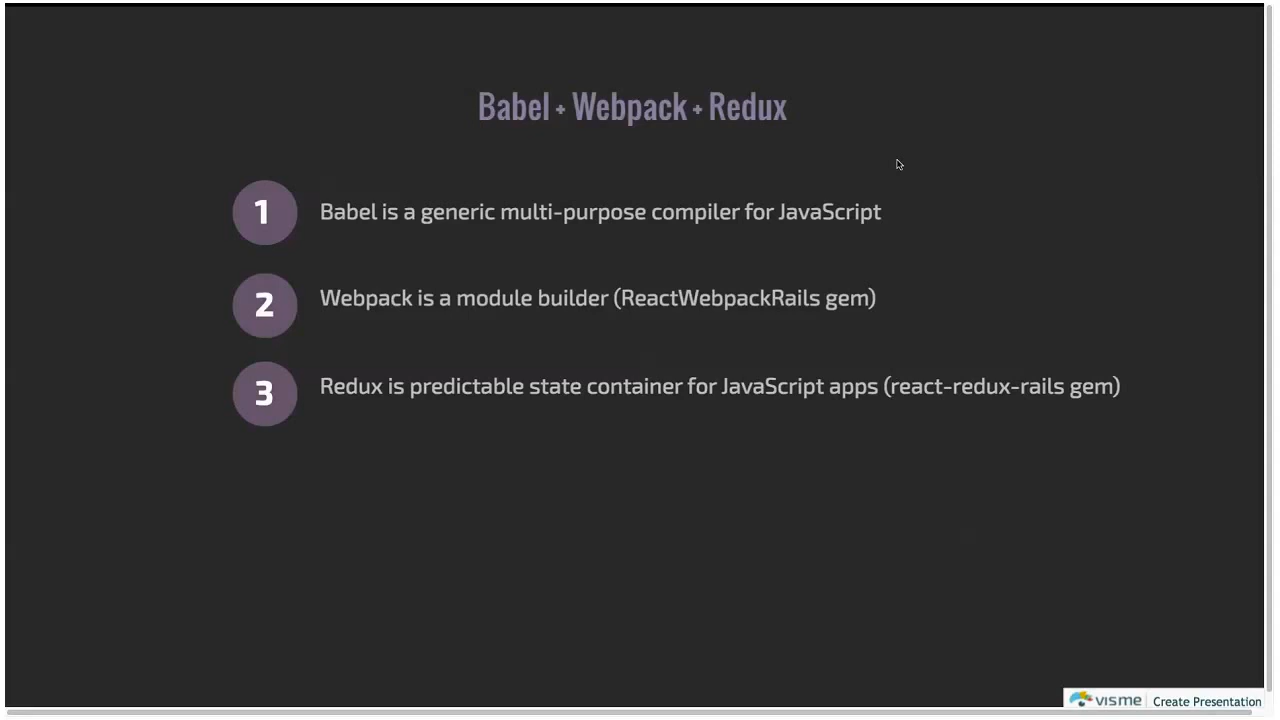 Babel + Webpack + Redux
1 Babel is a generic multi-purpose compiler for JavaScript
2 Webpack is a module builder (ReactWebpackRails gem)
3 Redux is predictable state container for JavaScript apps (react-redux-rails gem)
visme Create Presentation